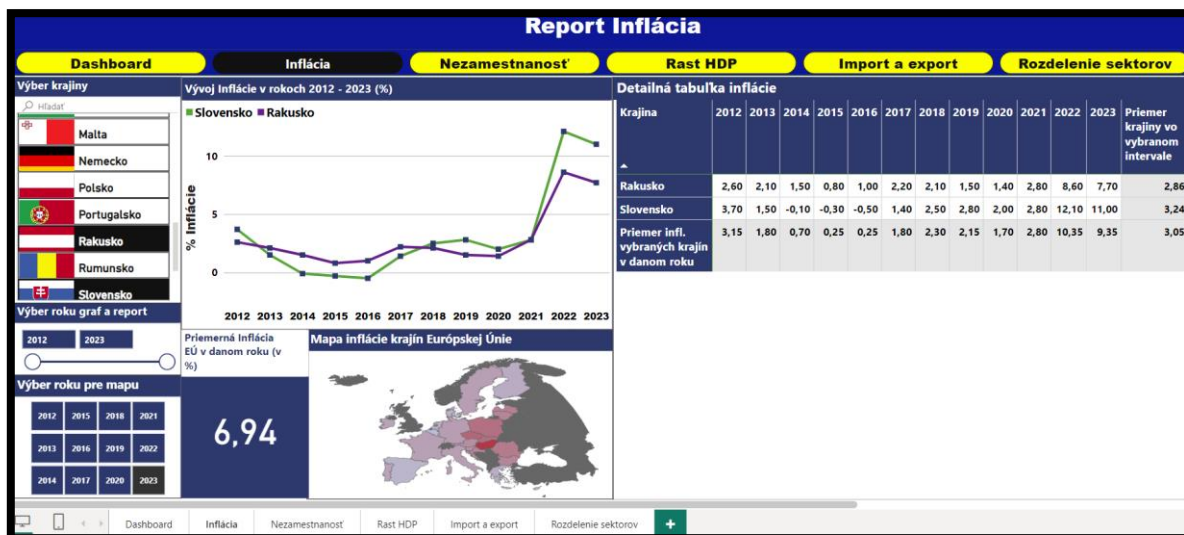 Report Inflácia
Dashboard Inflácia Nezamestnanosť Rast HDP Import a export Rozdelenie sektorov
Výber krajiny
Hľadať
Malta
Nemecko
Polsko
Portugalsko
Rakusko
Rumunsko
Slovensko
Výber roku graf a report
2012 2023
Výber roku pre mapu
2012 2015 2018 2021
2013 2016 2019 2022
2014 2017 2020 2023
Vývoj Inflácie v rokoch 2012 - 2023 (%)
Slovensko Rakusko
% Inflácie
10
5
0
2012 2013 2014 2015 2016 2017 2018 2019 2020 2021 2022 2023
Priemerná Inflácia
EÚ v danom roku (v
%)
6,94
Mapa inflácie krajín Európskej Únie
Detailná tabuľka inflácie
Krajina 2012 2013 2014 2015 2016 2017 2018 2019 2020 2021 2022 2023 Priemer
krajiny vo
vybranom
intervale
Rakusko 2,60 2,10 1,50 0,80 1,00 2,20 2,10 1,50 1,40 2,80 8,60 7,70 2,86
Slovensko 3,70 1,50 -0,10 -0,30 -0,50 1,40 2,50 2,80 2,00 2,80 12,10 11,00 3,24
Priemer infl. 3,15 1,80 0,70 0,25 0,25 1,80 2,30 2,15 1,70 2,80 10,35 9,35 3,05
vybraných krajín
v danom roku
Dashboard Inflácia Nezamestnanosť Rast HDP Import a export Rozdelenie sektorov +